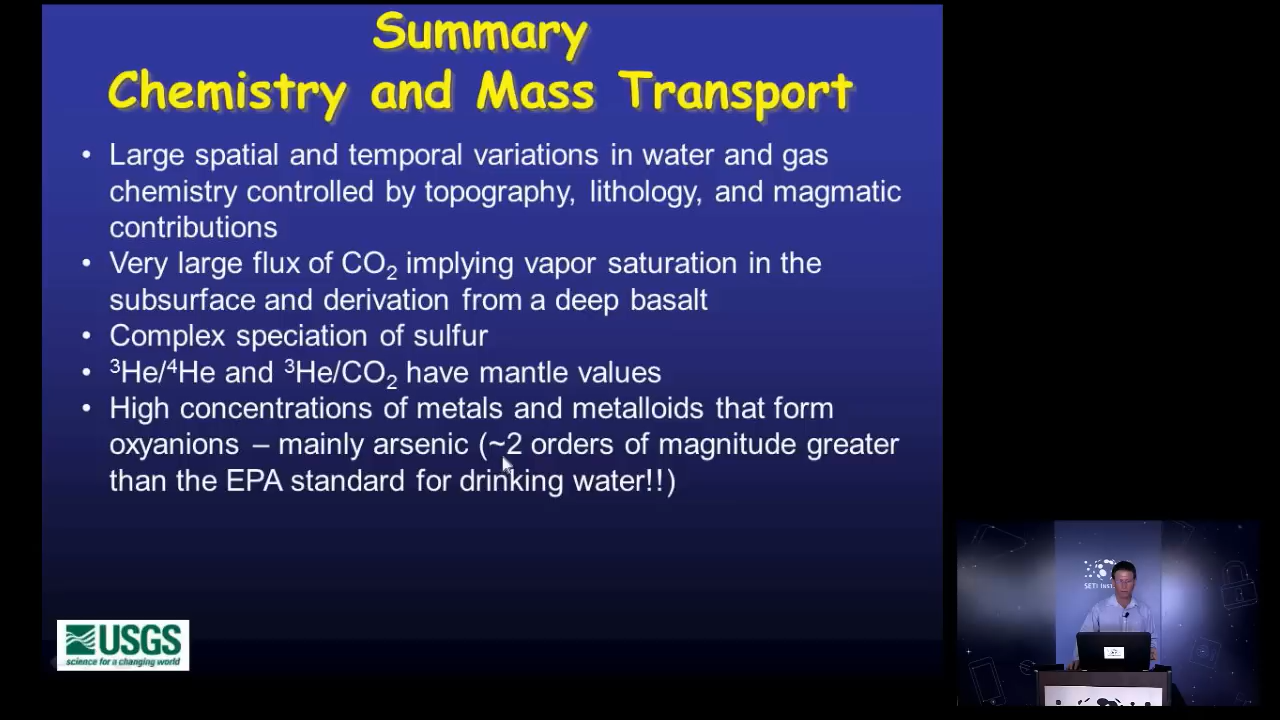 Summary
Chemistry and Mass Transport
• Large spatial and temporal variations in water and gas
chemistry controlled by topography, lithology, and magmatic
contributions
• Very large flux of CO₂ implying vapor saturation in the
subsurface and derivation from a deep basalt
• Complex speciation of sulfur
• ³He/⁴He and ³He/CO₂ have mantle values
• High concentrations of metals and metalloids that form
oxyanions – mainly arsenic (~2 orders of magnitude greater
than the EPA standard for drinking water!!)
USGS
science for a changing world
SETI INST